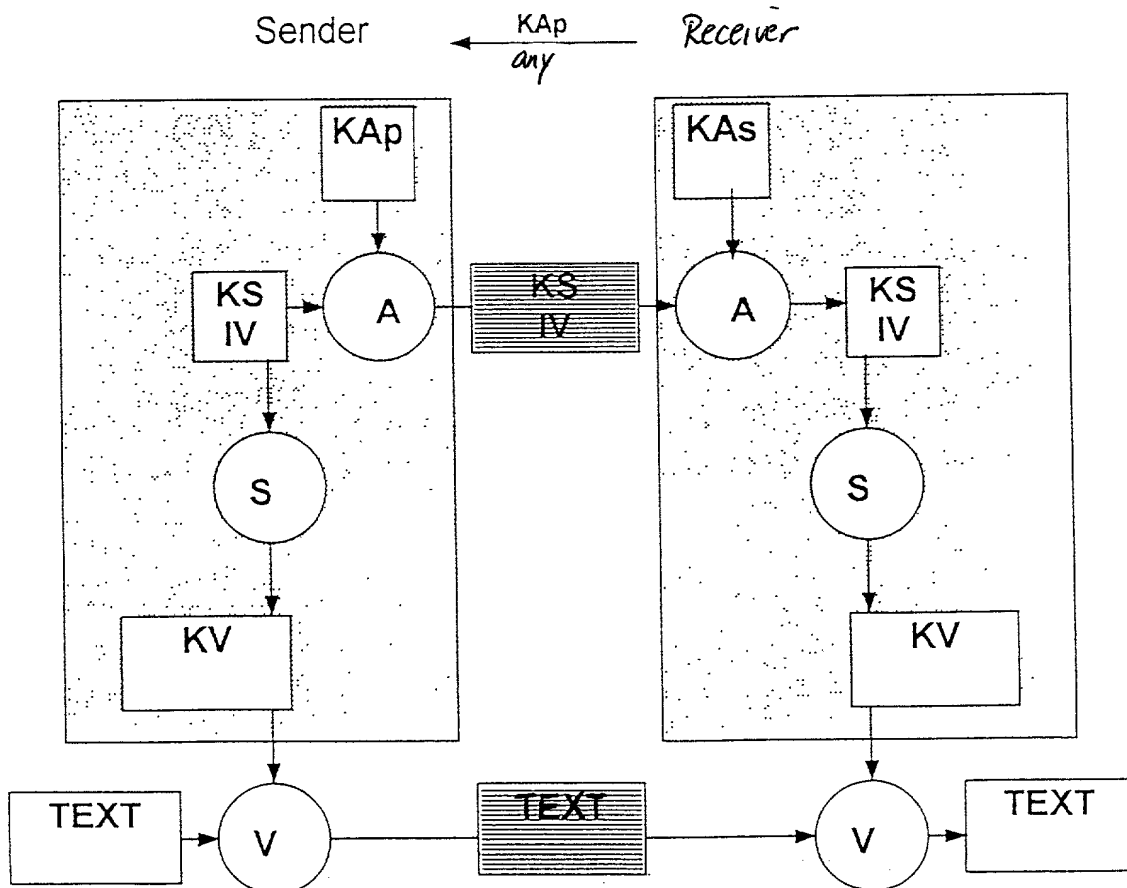 Sender
KAp
any
Receiver
KAp
KAs
KS
IV
A
KS
IV
A
KS
IV
S
S
KV
KV
TEXT
V
TEXT
V
TEXT